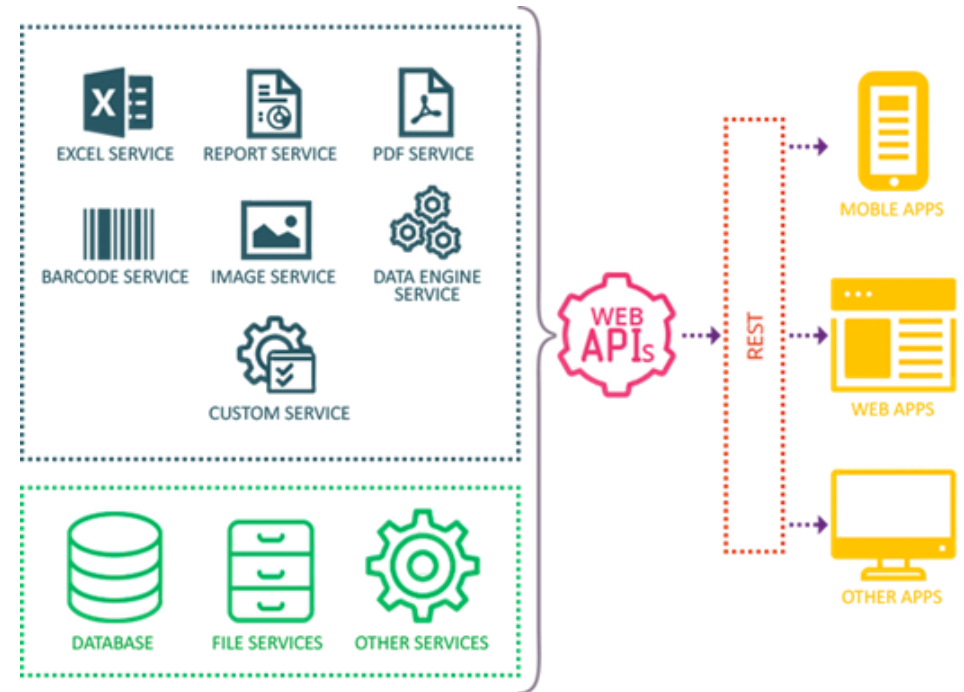 EXCEL SERVICE
REPORT SERVICE
PDF SERVICE
BARCODE SERVICE
IMAGE SERVICE
DATA ENGINE
SERVICE
CUSTOM SERVICE
DATABASE
FILE SERVICES
OTHER SERVICES
WEB
APIs
REST
MOBLE APPS
WEB APPS
OTHER APPS